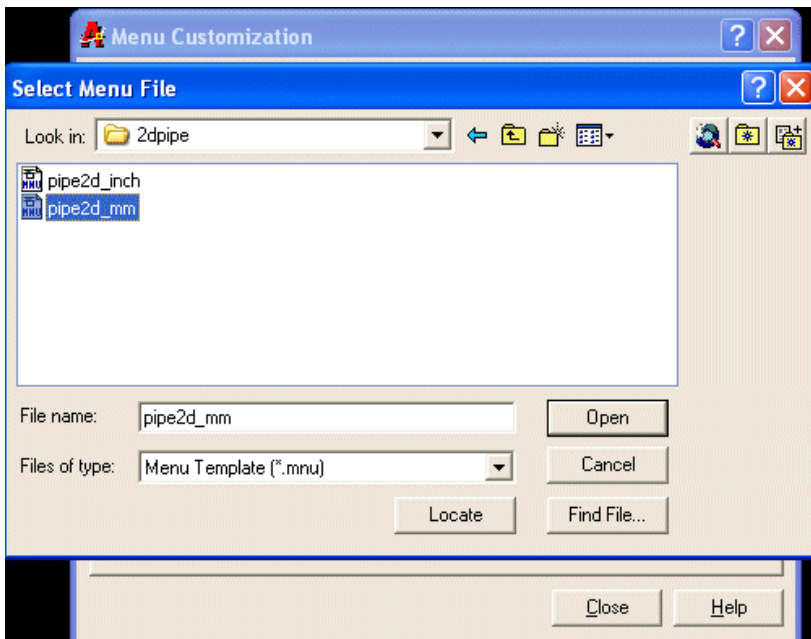 Menu Customization
Select Menu File
Look in: 2dpipe
pipe2d_inch
pipe2d_mm
File name: pipe2d_mm Open
Files of type: Menu Template (*.mnu) Cancel
Locate Find File...
Close Help